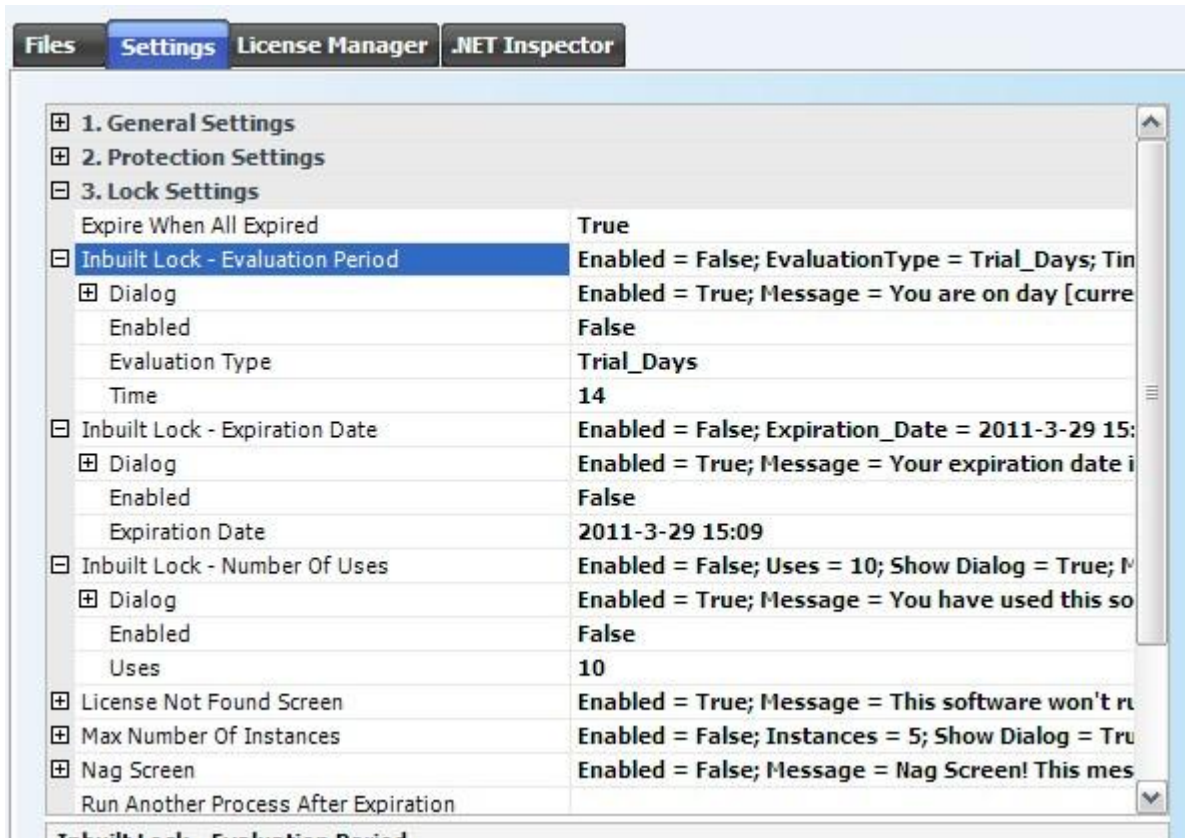 Files Settings License Manager .NET Inspector
1. General Settings
2. Protection Settings
3. Lock Settings
Expire When All Expired True
Inbuilt Lock - Evaluation Period Enabled = False; EvaluationType = Trial_Days; Tim
Dialog Enabled = True; Message = You are on day [curre
Enabled False
Evaluation Type Trial_Days
Time 14
Inbuilt Lock - Expiration Date Enabled = False; Expiration_Date = 2011-3-29 15:
Dialog Enabled = True; Message = Your expiration date i
Enabled False
Expiration Date 2011-3-29 15:09
Inbuilt Lock - Number Of Uses Enabled = False; Uses = 10; Show Dialog = True; M
Dialog Enabled = True; Message = You have used this so
Enabled False
Uses 10
License Not Found Screen Enabled = True; Message = This software won't ru
Max Number Of Instances Enabled = False; Instances = 5; Show Dialog = Tru
Nag Screen Enabled = False; Message = Nag Screen! This mes
Run Another Process After Expiration
Inbuilt Lock - Evaluation Period